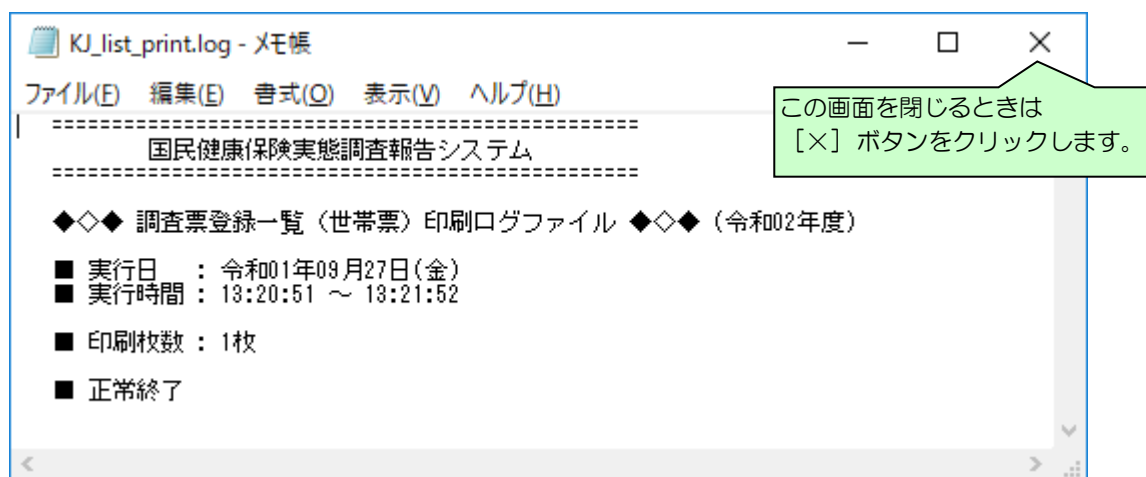 KJ_list_print.log - メモ帳
ファイル(F) 編集(E) 書式(O) 表示(V) ヘルプ(H)
この画面を閉じるときは
［×］ボタンをクリックします。
=================================================
国民健康保険実態調査報告システム
=================================================
◆◇◆ 調査票登録一覧（世帯票）印刷ログファイル ◆◇◆（令和02年度）
■ 実行日　 : 令和01年09月27日(金)
■ 実行時間 : 13:20:51 ～ 13:21:52
■ 印刷枚数 : 1枚
■ 正常終了